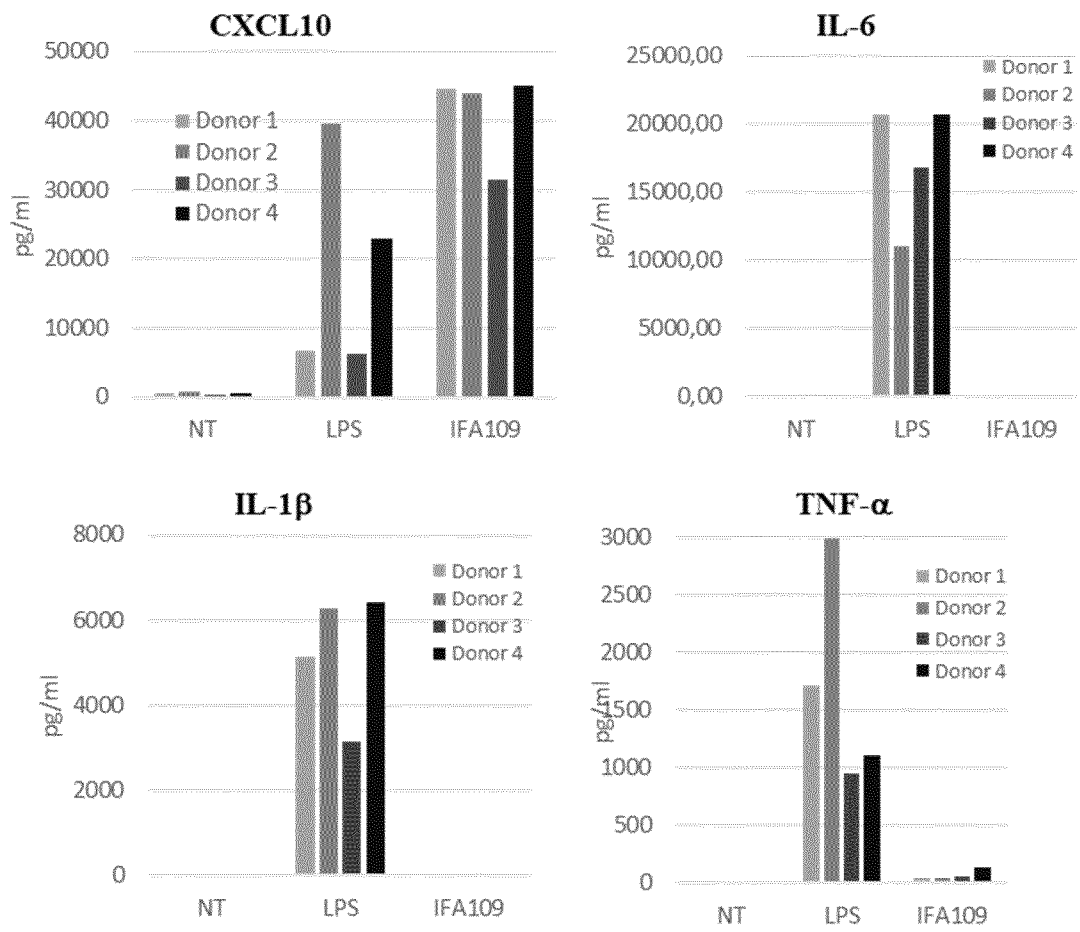 CXCL10
50000
40000
30000
20000
10000
0
pg/ml
Donor 1
Donor 2
Donor 3
Donor 4
NT LPS IFA109
IL-6
25000,00
20000,00
15000,00
10000,00
5000,00
0,00
pg/ml
Donor 1
Donor 2
Donor 3
Donor 4
NT LPS IFA109
IL-1β
8000
6000
4000
2000
0
pg/ml
Donor 1
Donor 2
Donor 3
Donor 4
NT LPS IFA109
TNF-α
3000
2500
2000
1500
1000
500
0
pg/ml
Donor 1
Donor 2
Donor 3
Donor 4
NT LPS IFA109